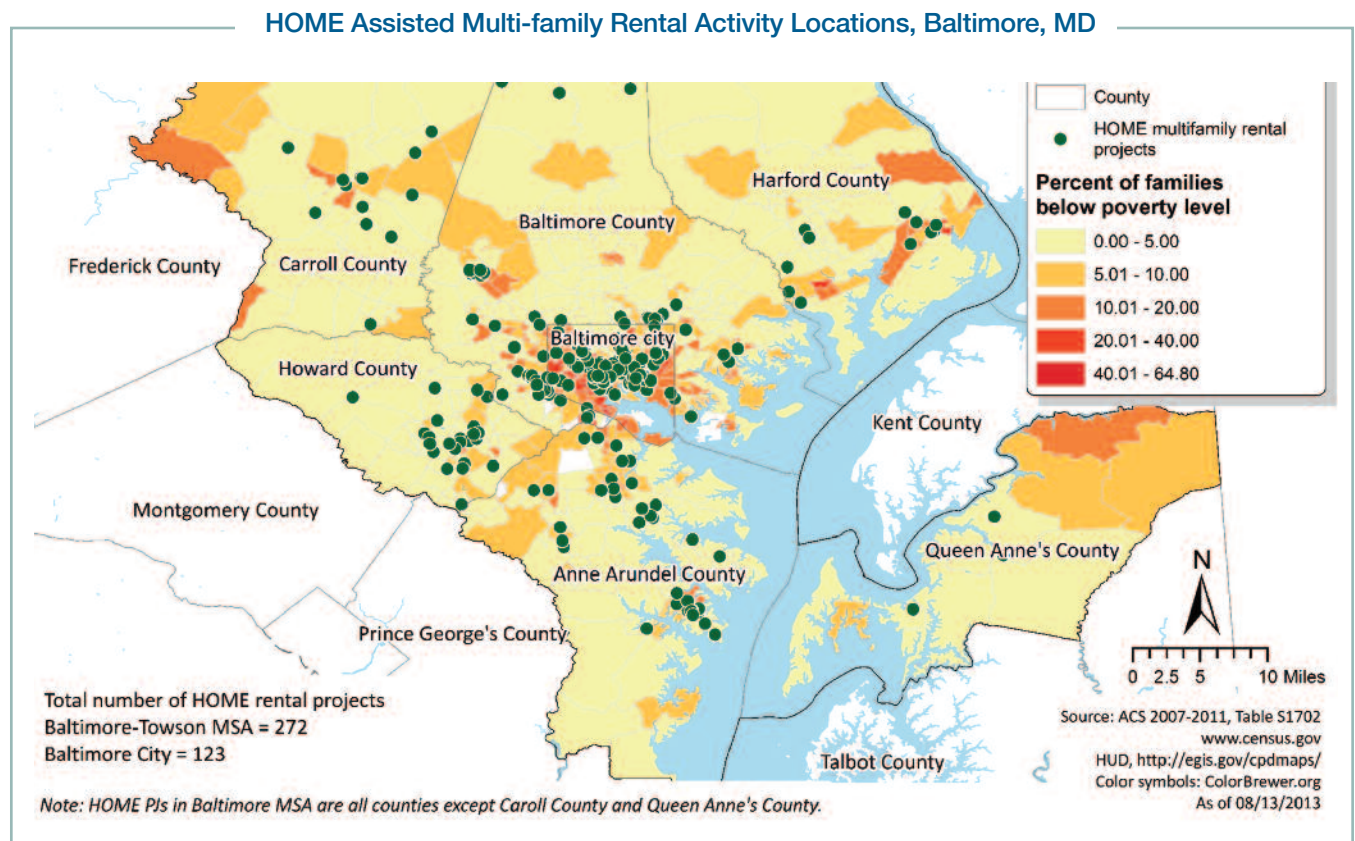 HOME Assisted Multi-family Rental Activity Locations, Baltimore, MD
County
HOME multifamily rental
projects
Percent of families
below poverty level
0.00 - 5.00
5.01 - 10.00
10.01 - 20.00
20.01 - 40.00
40.01 - 64.80
Harford County
Baltimore County
Frederick County
Carroll County
Baltimore city
Howard County
Kent County
Montgomery County
Queen Anne's County
Anne Arundel County
Prince George's County
Talbot County
N
0 2.5 5 10 Miles
Total number of HOME rental projects
Baltimore-Towson MSA = 272
Baltimore City = 123
Source: ACS 2007-2011, Table S1702
www.census.gov
HUD, http://egis.gov/cpdmaps/
Color symbols: ColorBrewer.org
As of 08/13/2013
Note: HOME PJs in Baltimore MSA are all counties except Caroll County and Queen Anne's County.